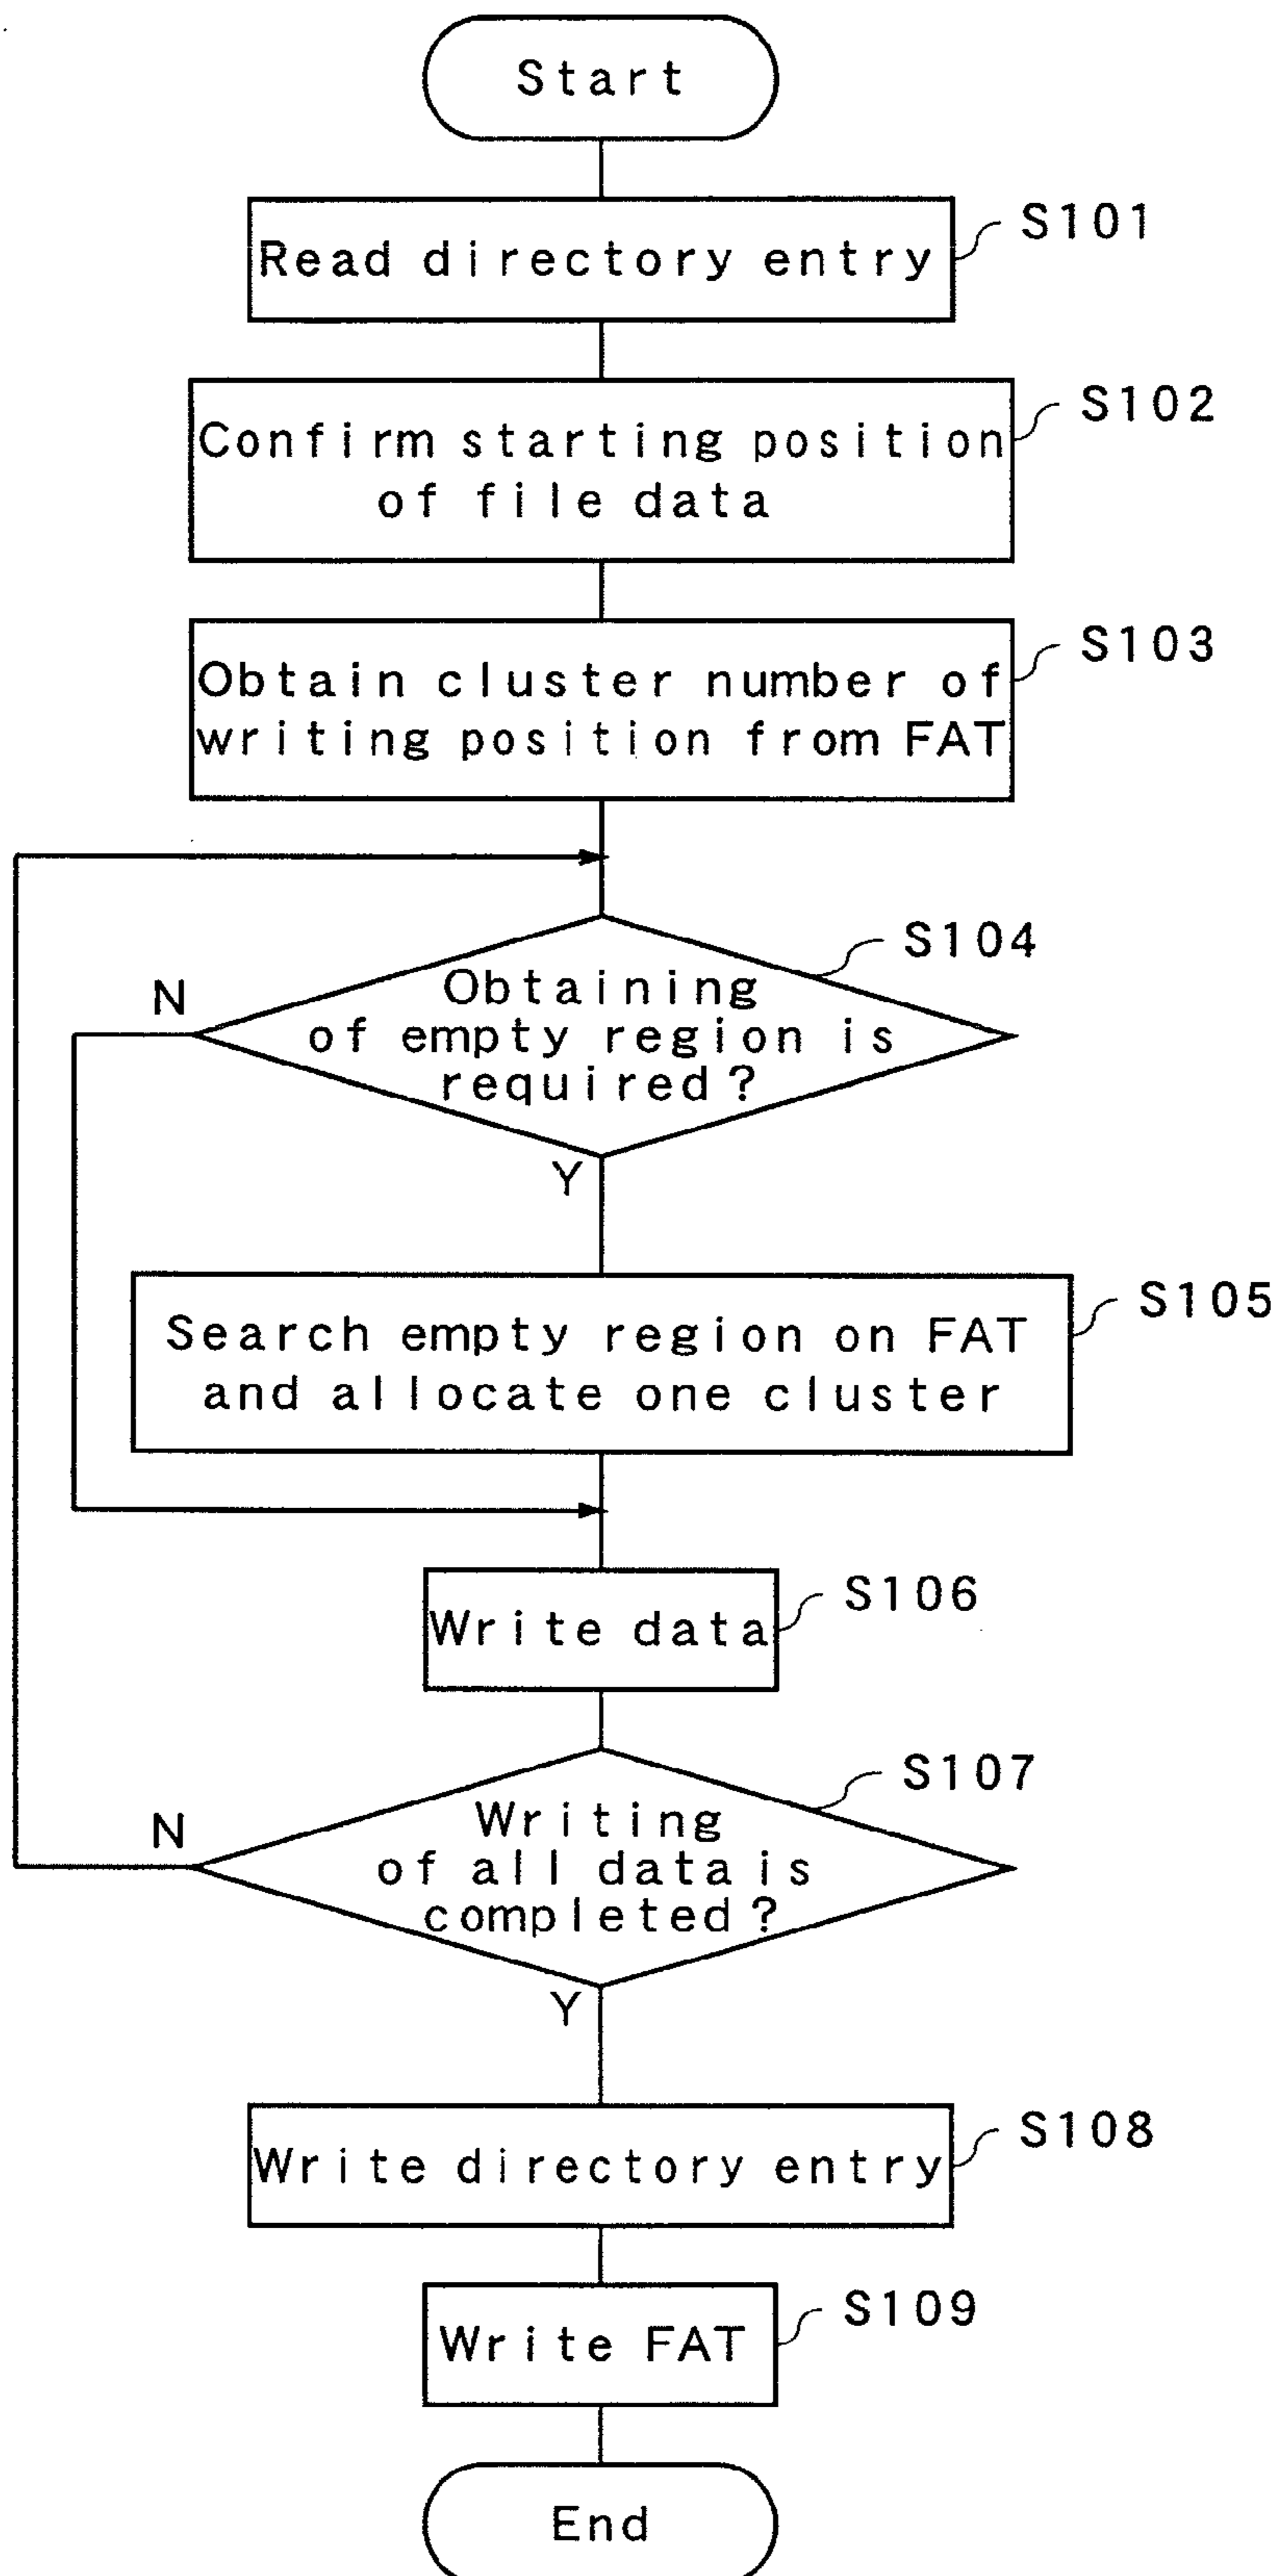 Start
S101
Read directory entry
S102
Confirm starting position
of file data
S103
Obtain cluster number of
writing position from FAT
S104
N
Obtaining
of empty region is
required?
Y
S105
Search empty region on FAT
and allocate one cluster
S106
Write data
S107
N
Writing
of all data is
completed?
Y
S108
Write directory entry
S109
Write FAT
End